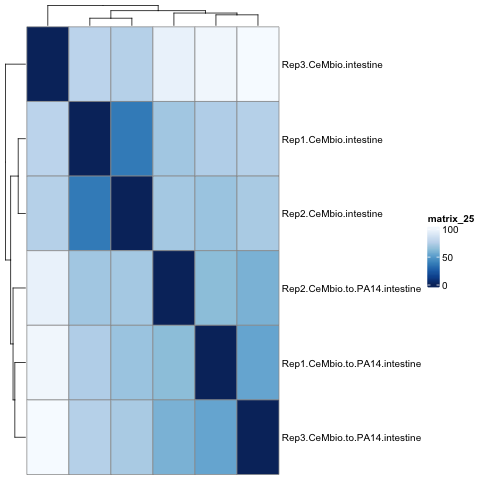 Rep3.CeMbio.intestine
Rep1.CeMbio.intestine
Rep2.CeMbio.intestine
Rep2.CeMbio.to.PA14.intestine
Rep1.CeMbio.to.PA14.intestine
Rep3.CeMbio.to.PA14.intestine
matrix_25
100
50
0